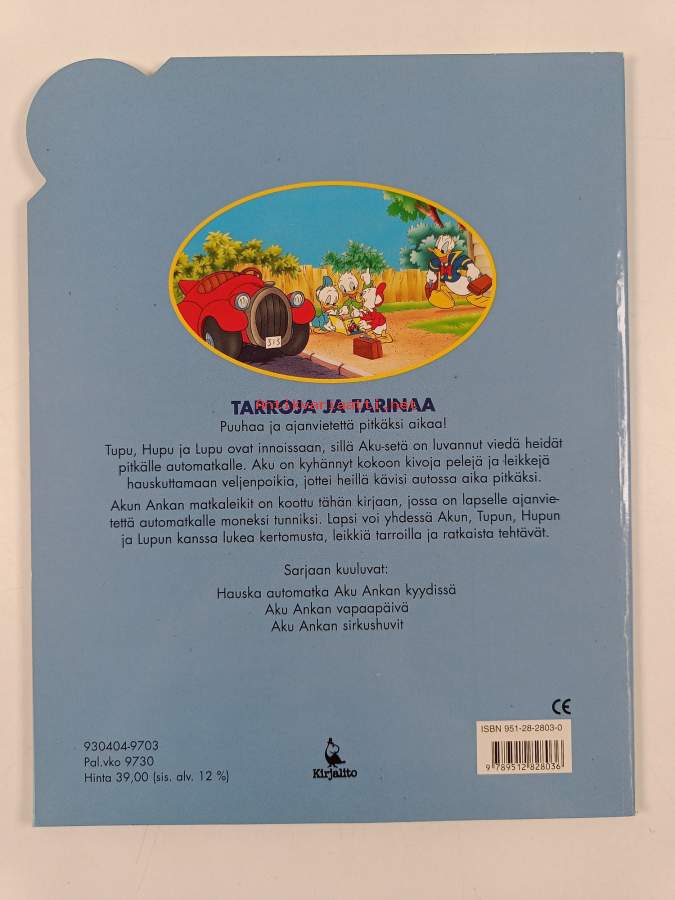 313
TARROJA JA TARINAA
Puuhaa ja ajanvietettä pitkäksi aikaa!
Tupu, Hupu ja Lupu ovat innoissaan, sillä Aku-setä on luvannut viedä heidät
pitkälle automatkalle. Aku on kyhännyt kokoon kivoja pelejä ja leikkejä
hauskuttamaan veljenpoikia, jottei heillä kävisi autossa aika pitkäksi.
Akun Ankan matkaleikit on koottu tähän kirjaan, jossa on lapselle ajanvie-
tettä automatkalle moneksi tunniksi. Lapsi voi yhdessä Akun, Tupun, Hupun
ja Lupun kanssa lukea kertomusta, leikkiä tarroilla ja ratkaista tehtävät.
Sarjaan kuuluvat:
Hauska automatka Aku Ankan kyydissä
Aku Ankan vapaapäivä
Aku Ankan sirkushuvit
CE
ISBN 951-28-2803-0
9 789512 828036
930404-9703
Pal.vko 9730
Hinta 39,00 (sis. alv. 12 %)
Kirjalito